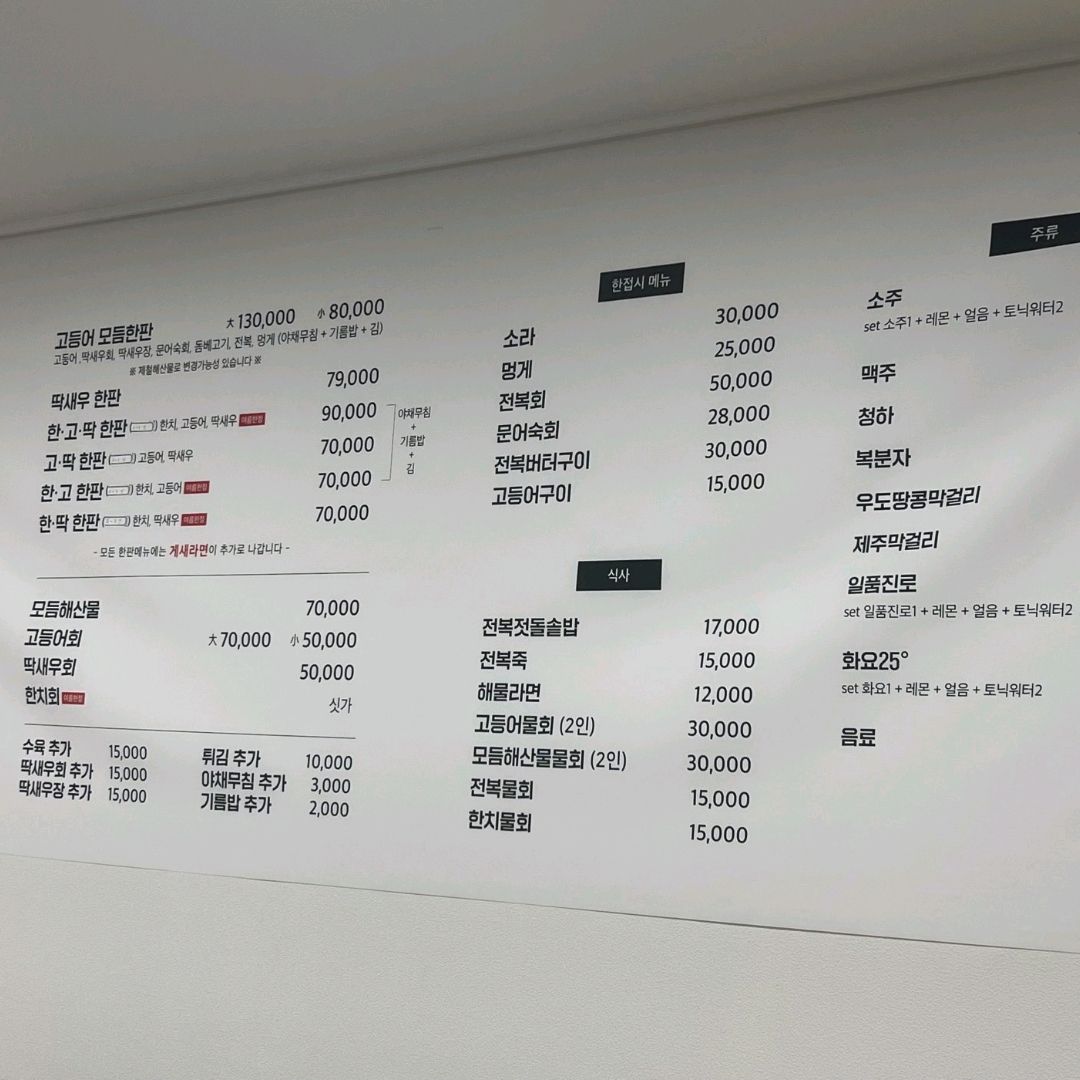 고등어 모듬한판 大 130,000 小 80,000
고등어, 딱새우회, 딱새우장, 문어숙회, 돔베고기, 전복, 멍게 (야채무침 + 기름밥 + 김)
※ 제철해산물로 변경가능성 있습니다 ※
딱새우 한판 79,000
한·고·딱 한판 한치, 고등어, 딱새우 여름한정 90,000
고·딱 한판 고등어, 딱새우 70,000
한·고 한판 한치, 고등어 여름한정 70,000
한·딱 한판 한치, 딱새우 여름한정 70,000
야채무침
+
기름밥
+
김
- 모든 한판메뉴에는 게새라면이 추가로 나갑니다 -
모듬해산물 70,000
고등어회 大 70,000 小 50,000
딱새우회 50,000
한치회 여름한정 싯가
수육 추가 15,000
딱새우회 추가 15,000
딱새우장 추가 15,000
튀김 추가 10,000
야채무침 추가 3,000
기름밥 추가 2,000
한접시 메뉴
소라 30,000
멍게 25,000
전복회 50,000
문어숙회 28,000
전복버터구이 30,000
고등어구이 15,000
식사
전복젓돌솥밥 17,000
전복죽 15,000
해물라면 12,000
고등어물회 (2인) 30,000
모듬해산물물회 (2인) 30,000
전복물회 15,000
한치물회 15,000
주류
소주
set 소주1 + 레몬 + 얼음 + 토닉워터2
맥주
청하
복분자
우도땅콩막걸리
제주막걸리
일품진로
set 일품진로1 + 레몬 + 얼음 + 토닉워터2
화요25°
set 화요1 + 레몬 + 얼음 + 토닉워터2
음료